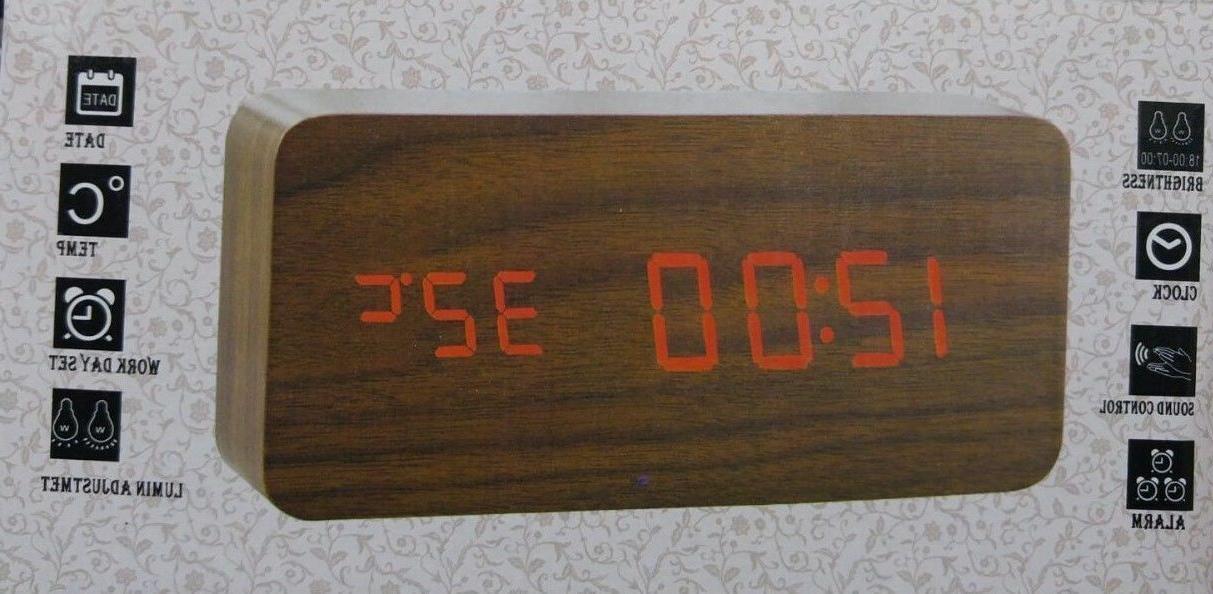 W W
18:00-07:00
BRIGHTNESS
CLOCK
SOUND CONTROL
ALARM
12:00 32°C
DATE
DATE
°C
TEMP
WORK DAY SET
W W
LUMIN ADJUSTMET